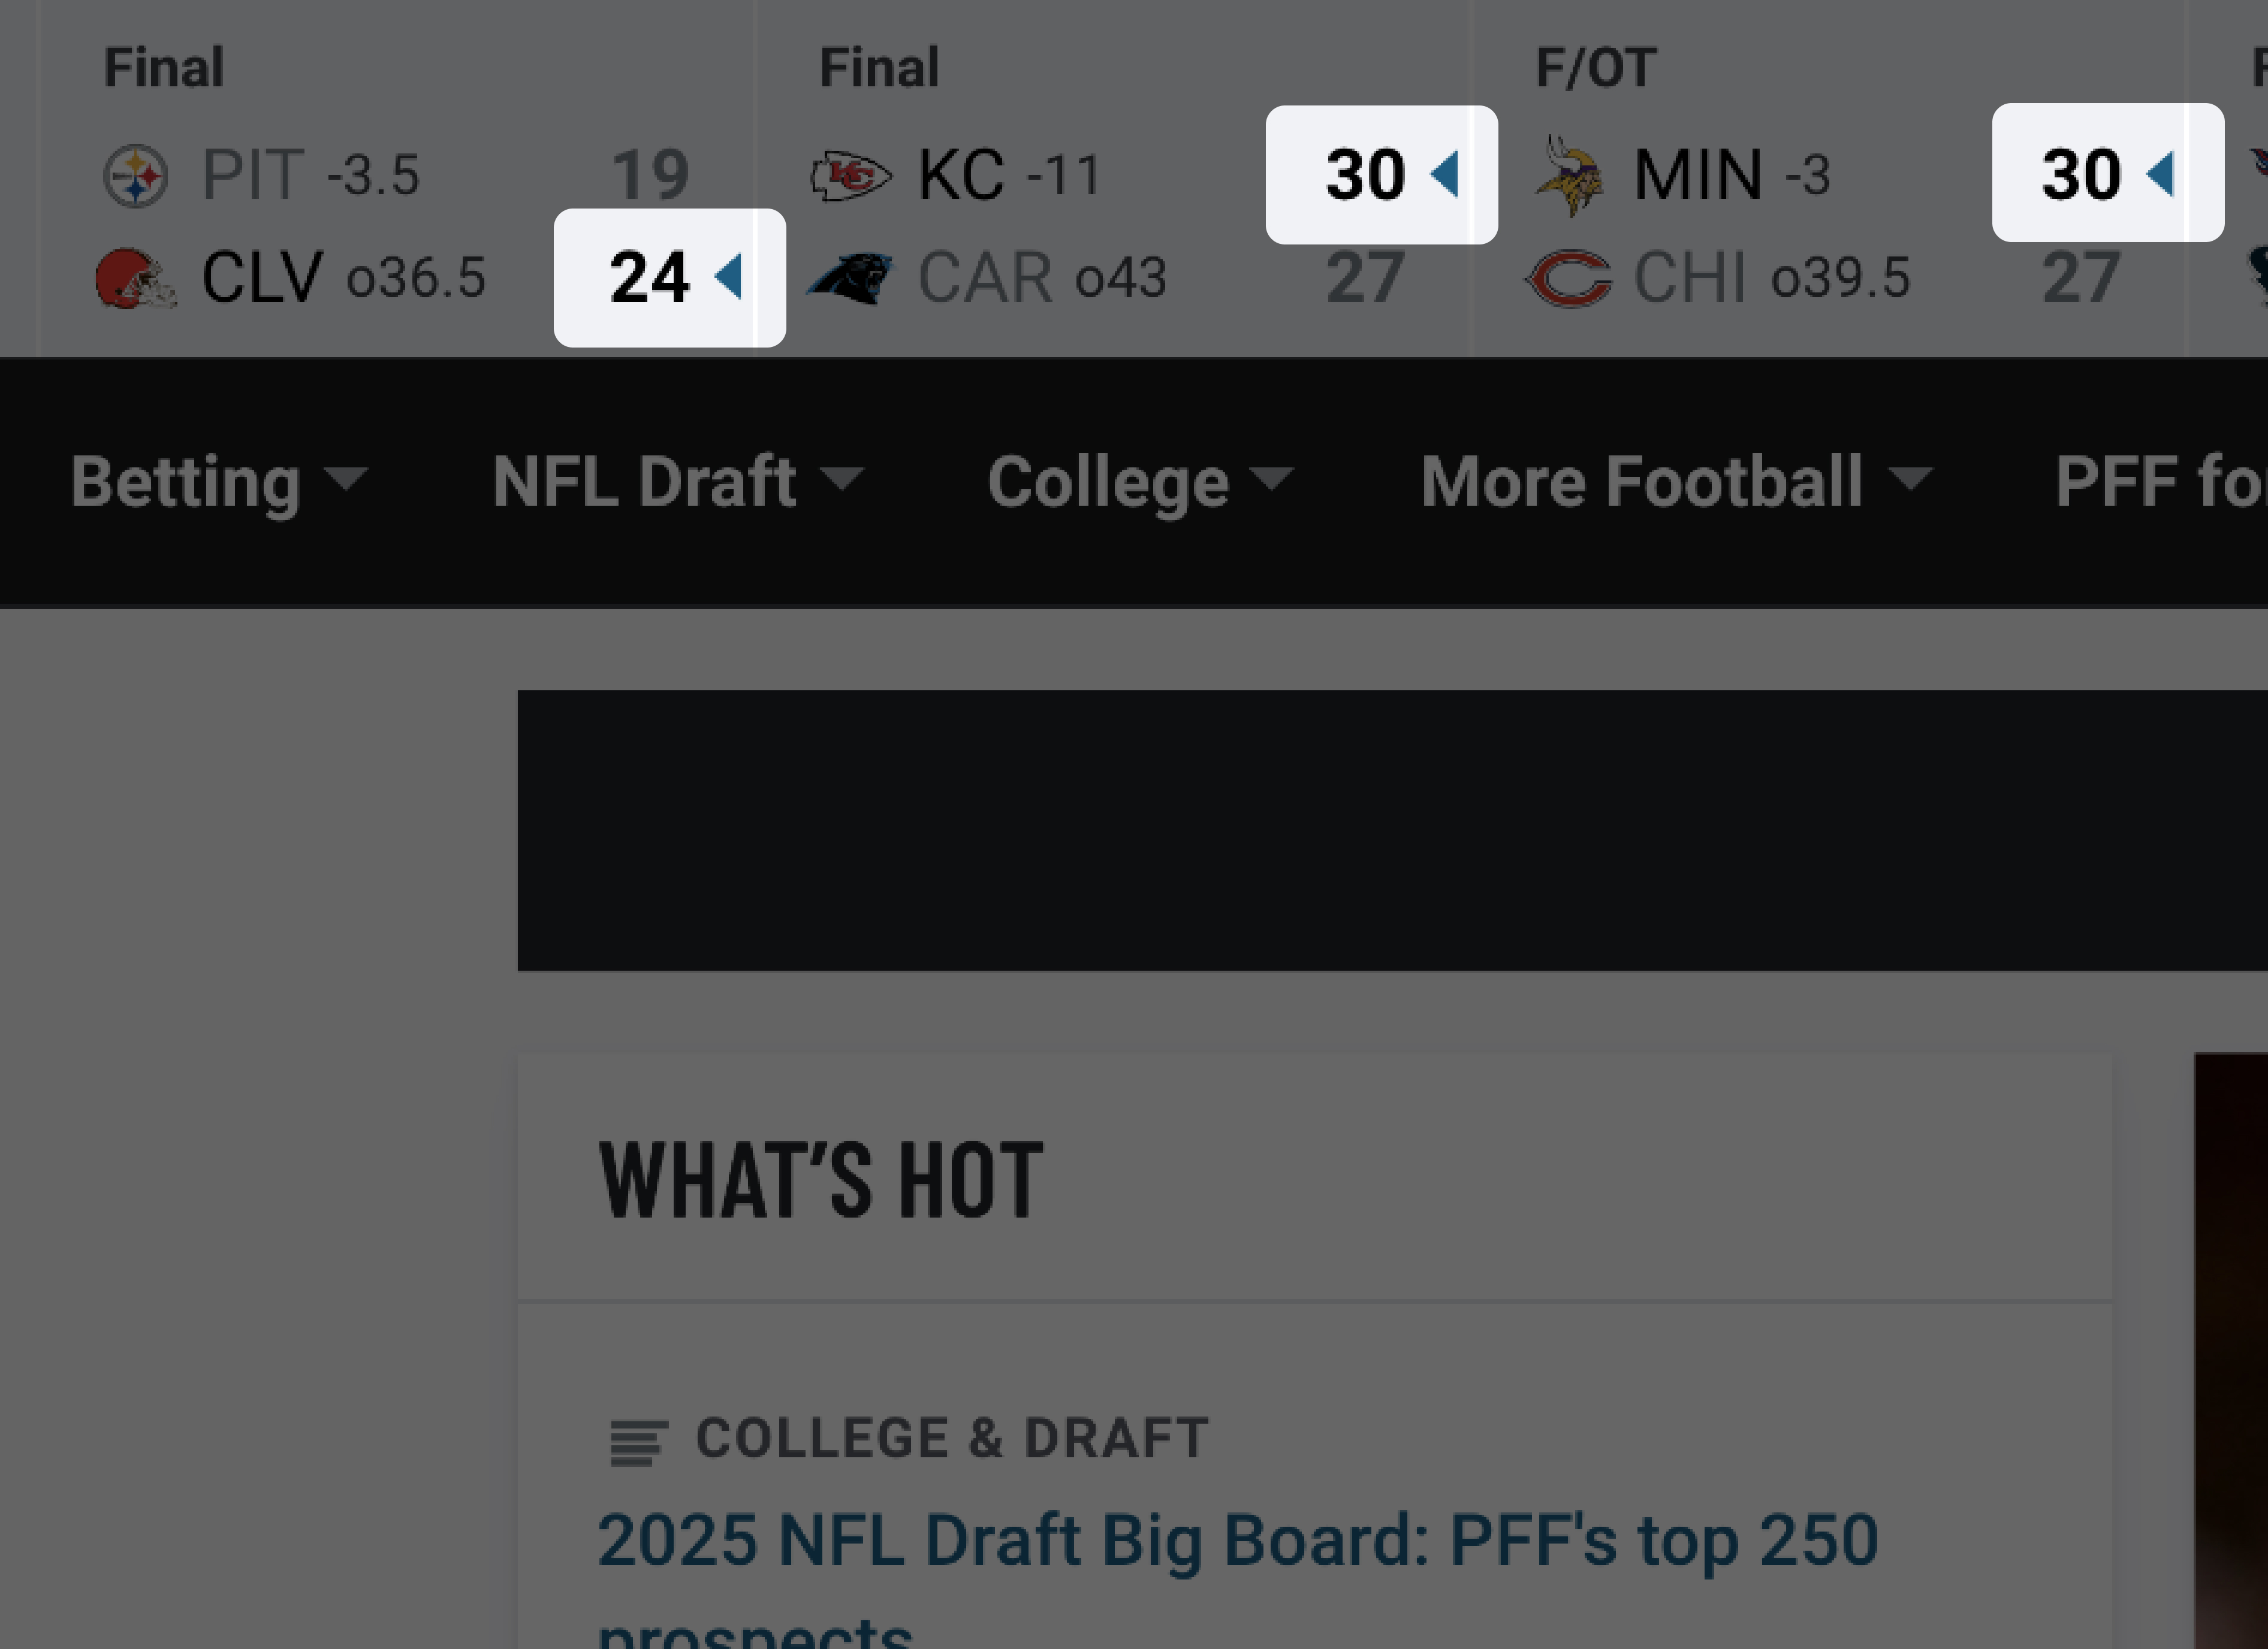 Final
PIT -3.5 19
CLV o36.5 24
Final
KC -11 30
CAR o43 27
F/OT
MIN -3 30
CHI o39.5 27
Betting NFL Draft College More Football PFF
WHAT'S HOT
COLLEGE & DRAFT
2025 NFL Draft Big Board: PFF's top 250
prospects